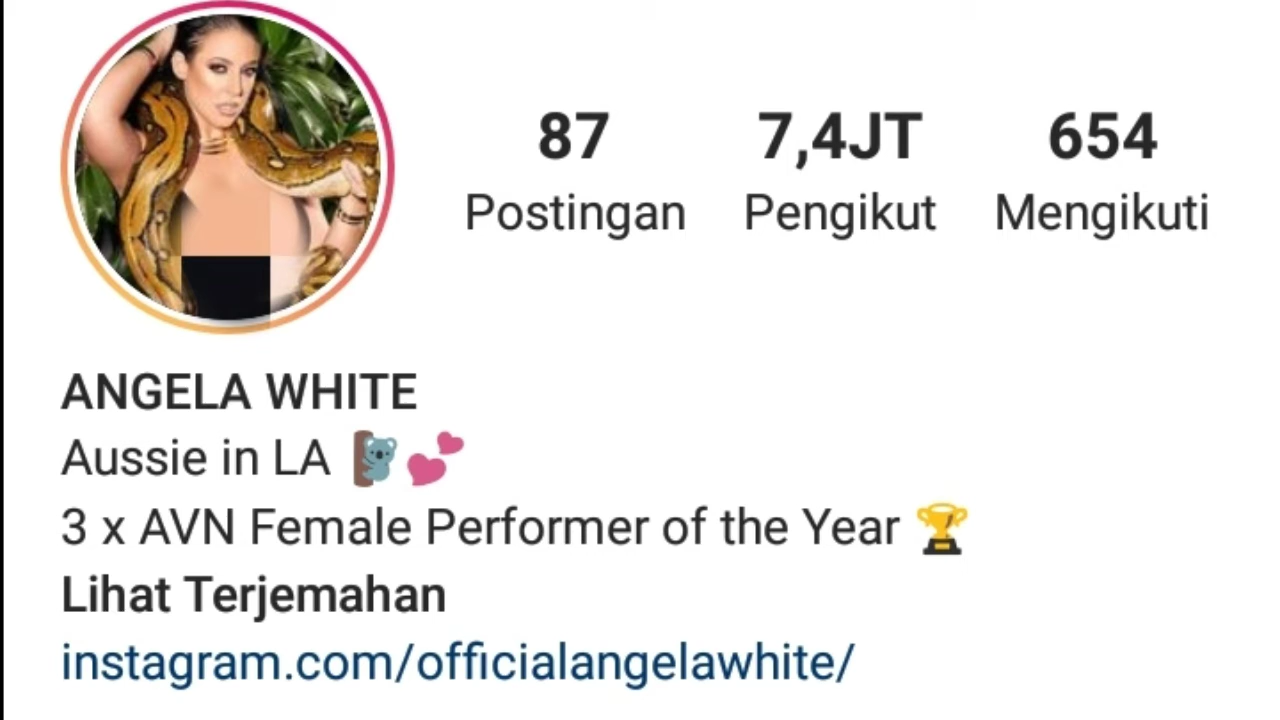 87 7,4JT 654
Postingan Pengikut Mengikuti
ANGELA WHITE
Aussie in LA 🐨💕
3 x AVN Female Performer of the Year 🏆
Lihat Terjemahan
instagram.com/officialangelawhite/